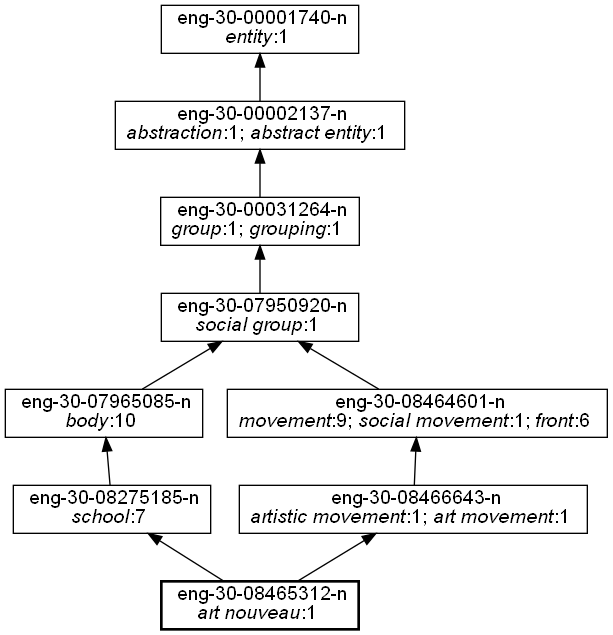 eng-30-00001740-n
entity:1
eng-30-00002137-n
abstraction:1; abstract entity:1
eng-30-00031264-n
group:1; grouping:1
eng-30-07950920-n
social group:1
eng-30-07965085-n
body:10
eng-30-08464601-n
movement:9; social movement:1; front:6
eng-30-08275185-n
school:7
eng-30-08466643-n
artistic movement:1; art movement:1
eng-30-08465312-n
art nouveau:1